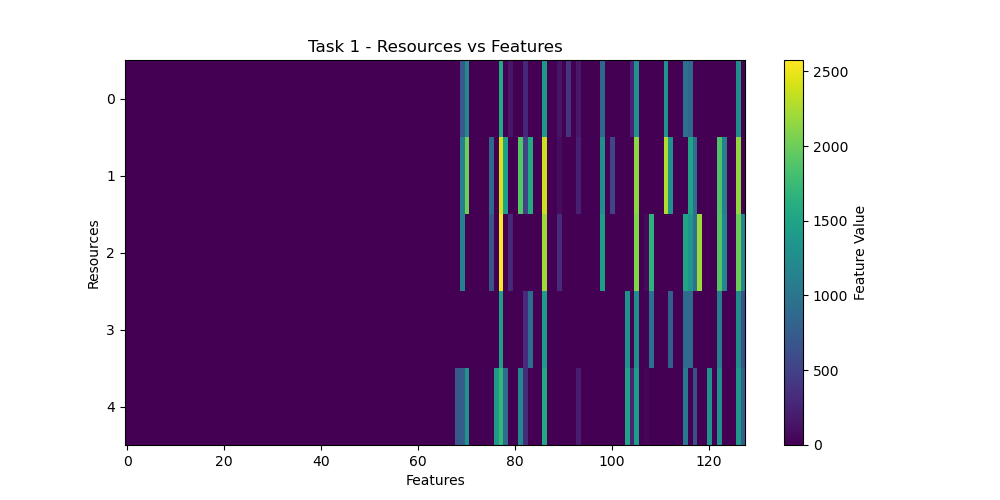 Task 1 - Resources vs Features
Resources
0
1
2
3
4
0 20 40 60 80 100 120
Features
2500
2000
1500
1000
500
0
Feature Value